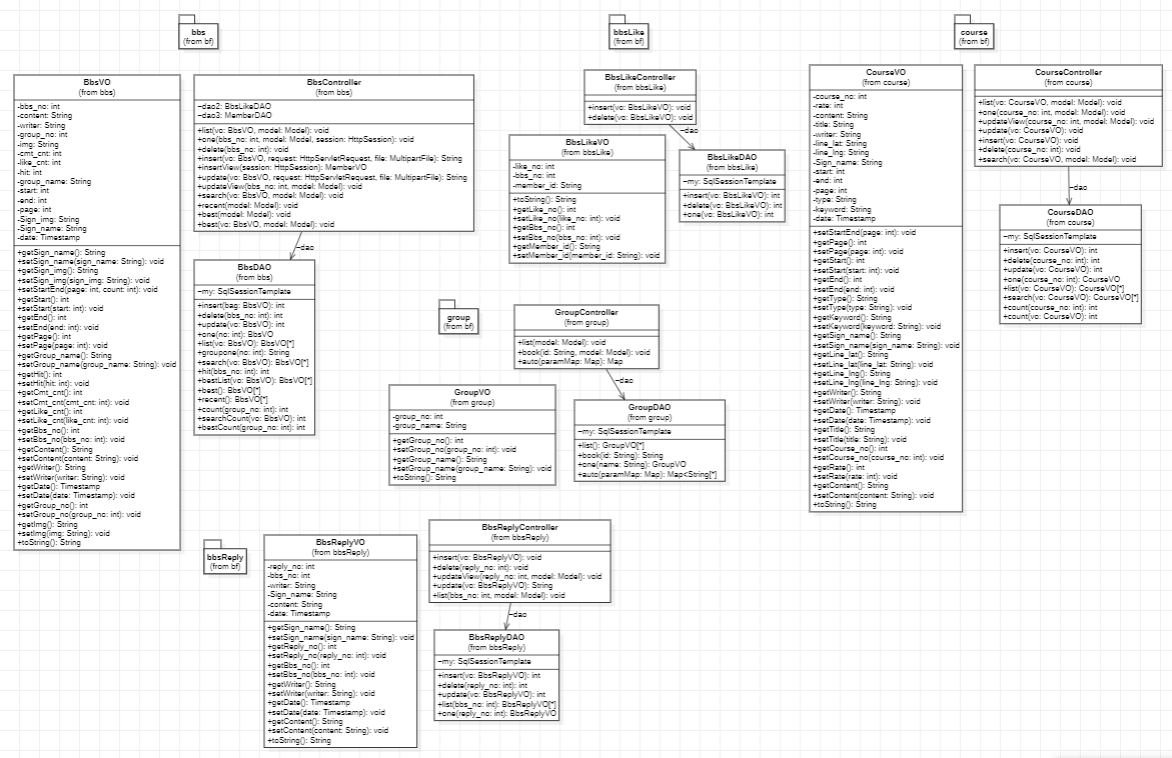 bbs
(from bf)
bbsLike
(from bf)
course
(from bf)
BbsVO
(from bbs)
-bbs_no: int
-content: String
-writer: String
-group_no: int
-img: String
-cmt_cnt: int
-like_cnt: int
-hit: int
-group_name: String
-start: int
-end: int
-page: int
-Sign_img: String
-Sign_name: String
-date: Timestamp
+getSign_name(): String
+setSign_name(sign_name: String): void
+getSign_img(): String
+setSign_img(sign_img: String): void
+setStartEnd(page: int, count: int): void
+getStart(): int
+setStart(start: int): void
+getEnd(): int
+setEnd(end: int): void
+getPage(): int
+setPage(page: int): void
+getGroup_name(): String
+setGroup_name(group_name: String): void
+getHit(): int
+setHit(hit: int): void
+getCmt_cnt(): int
+setCmt_cnt(cmt_cnt: int): void
+getLike_cnt(): int
+setLike_cnt(like_cnt: int): void
+getBbs_no(): int
+setBbs_no(bbs_no: int): void
+getContent(): String
+setContent(content: String): void
+getWriter(): String
+setWriter(writer: String): void
+getDate(): Timestamp
+setDate(date: Timestamp): void
+getGroup_no(): int
+setGroup_no(group_no: int): void
+getImg(): String
+setImg(img: String): void
+toString(): String
BbsController
(from bbs)
~dao2: BbsLikeDAO
~dao3: MemberDAO
+list(vo: BbsVO, model: Model): void
+one(bbs_no: int, model: Model, session: HttpSession): void
+delete(bbs_no: int): void
+insert(vo: BbsVO, request: HttpServletRequest, file: MultipartFile): String
+insertView(session: HttpSession): MemberVO
+update(vo: BbsVO, request: HttpServletRequest, file: MultipartFile): String
+updateView(bbs_no: int, model: Model): void
+search(vo: BbsVO, model: Model): void
+recent(model: Model): void
+best(model: Model): void
+best(vo: BbsVO, model: Model): void
~dao
BbsDAO
(from bbs)
~my: SqlSessionTemplate
+insert(bag: BbsVO): int
+delete(bbs_no: int): int
+update(vo: BbsVO): int
+one(no: int): BbsVO
+list(vo: BbsVO): BbsVO[*]
+groupone(no: int): String
+search(vo: BbsVO): BbsVO[*]
+hit(bbs_no: int): int
+bestList(vo: BbsVO): BbsVO[*]
+best(): BbsVO[*]
+recent(): BbsVO[*]
+count(group_no: int): int
+searchCount(vo: BbsVO): int
+bestCount(group_no: int): int
BbsLikeController
(from bbsLike)
+insert(vo: BbsLikeVO): void
+delete(vo: BbsLikeVO): void
~dao
BbsLikeVO
(from bbsLike)
-like_no: int
-bbs_no: int
-member_id: String
+toString(): String
+getLike_no(): int
+setLike_no(like_no: int): void
+getBbs_no(): int
+setBbs_no(bbs_no: int): void
+getMember_id(): String
+setMember_id(member_id: String): void
BbsLikeDAO
(from bbsLike)
~my: SqlSessionTemplate
+insert(vo: BbsLikeVO): int
+delete(vo: BbsLikeVO): int
+one(vo: BbsLikeVO): int
CourseVO
(from course)
-course_no: int
-rate: int
-content: String
-title: String
-writer: String
-line_lat: String
-line_lng: String
-Sign_name: String
-start: int
-end: int
-page: int
-type: String
-keyword: String
-date: Timestamp
+setStartEnd(page: int): void
+getPage(): int
+setPage(page: int): void
+getStart(): int
+setStart(start: int): void
+getEnd(): int
+setEnd(end: int): void
+getType(): String
+setType(type: String): void
+getKeyword(): String
+setKeyword(keyword: String): void
+getSign_name(): String
+setSign_name(sign_name: String): void
+getLine_lat(): String
+setLine_lat(line_lat: String): void
+getLine_lng(): String
+setLine_lng(line_lng: String): void
+getWriter(): String
+setWriter(writer: String): void
+getDate(): Timestamp
+setDate(date: Timestamp): void
+getTitle(): String
+setTitle(title: String): void
+getCourse_no(): int
+setCourse_no(course_no: int): void
+getRate(): int
+setRate(rate: int): void
+getContent(): String
+setContent(content: String): void
+toString(): String
CourseController
(from course)
+list(vo: CourseVO, model: Model): void
+one(course_no: int, model: Model): void
+updateView(course_no: int, model: Model): void
+update(vo: CourseVO): void
+insert(vo: CourseVO): void
+delete(course_no: int): void
+search(vo: CourseVO, model: Model): void
~dao
CourseDAO
(from course)
~my: SqlSessionTemplate
+insert(vo: CourseVO): int
+delete(course_no: int): int
+update(vo: CourseVO): int
+one(course_no: int): CourseVO
+list(vo: CourseVO): CourseVO[*]
+search(vo: CourseVO): CourseVO[*]
+count(course_no: int): int
+count(vo: CourseVO): int
group
(from bf)
GroupController
(from group)
+list(model: Model): void
+book(id: String, model: Model): void
+auto(paramMap: Map): Map
~dao
GroupVO
(from group)
-group_no: int
-group_name: String
+getGroup_no(): int
+setGroup_no(group_no: int): void
+getGroup_name(): String
+setGroup_name(group_name: String): void
+toString(): String
GroupDAO
(from group)
~my: SqlSessionTemplate
+list(): GroupVO[*]
+book(id: String): String
+one(name: String): GroupVO
+auto(paramMap: Map): Map<String[*]
bbsReply
(from bf)
BbsReplyVO
(from bbsReply)
-reply_no: int
-bbs_no: int
-writer: String
-Sign_name: String
-content: String
-date: Timestamp
+getSign_name(): String
+setSign_name(sign_name: String): void
+getReply_no(): int
+setReply_no(reply_no: int): void
+getBbs_no(): int
+setBbs_no(bbs_no: int): void
+getWriter(): String
+setWriter(writer: String): void
+getDate(): Timestamp
+setDate(date: Timestamp): void
+getContent(): String
+setContent(content: String): void
+toString(): String
BbsReplyController
(from bbsReply)
+insert(vo: BbsReplyVO): void
+delete(reply_no: int): void
+updateView(reply_no: int, model: Model): void
+update(vo: BbsReplyVO): String
+list(bbs_no: int, model: Model): void
~dao
BbsReplyDAO
(from bbsReply)
~my: SqlSessionTemplate
+insert(vo: BbsReplyVO): int
+delete(reply_no: int): int
+update(vo: BbsReplyVO): int
+list(bbs_no: int): BbsReplyVO[*]
+one(reply_no: int): BbsReplyVO